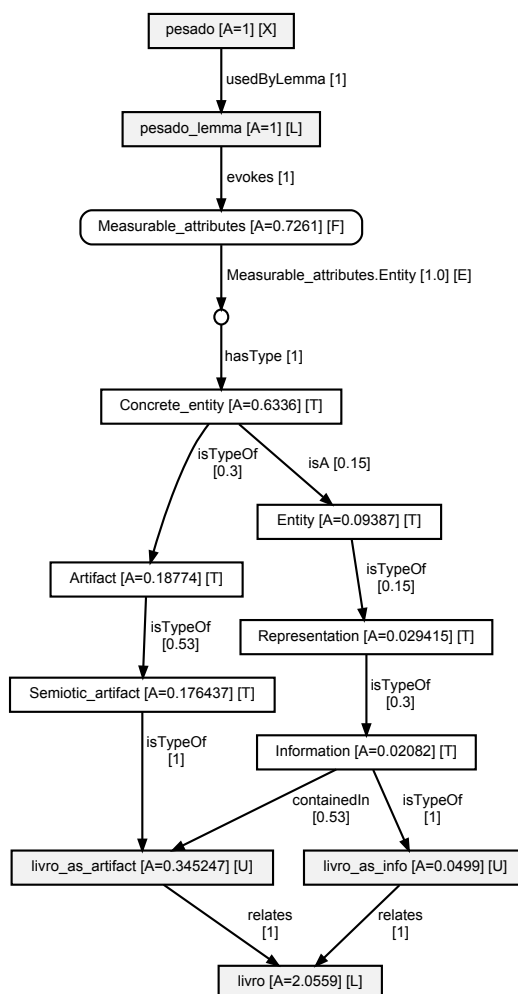 pesado [A=1] [X]
usedByLemma [1]
pesado_lemma [A=1] [L]
evokes [1]
Measurable_attributes [A=0.7261] [F]
Measurable_attributes.Entity [1.0] [E]
hasType [1]
Concrete_entity [A=0.6336] [T]
isTypeOf
[0.3]
isA [0.15]
Entity [A=0.09387] [T]
Artifact [A=0.18774] [T]
isTypeOf
[0.15]
isTypeOf
[0.53]
Representation [A=0.029415] [T]
Semiotic_artifact [A=0.176437] [T]
isTypeOf
[0.3]
isTypeOf
[1]
Information [A=0.02082] [T]
containedIn
[0.53]
isTypeOf
[1]
livro_as_artifact [A=0.345247] [U]
livro_as_info [A=0.0499] [U]
relates
[1]
relates
[1]
livro [A=2.0559] [L]